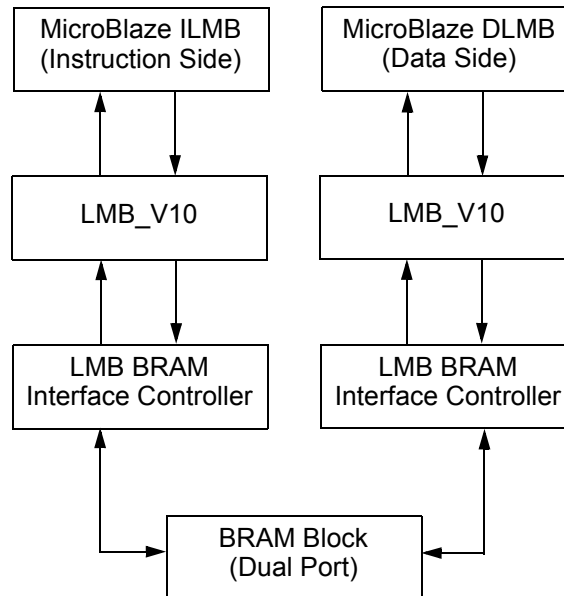 MicroBlaze ILMB
(Instruction Side)
MicroBlaze DLMB
(Data Side)
LMB_V10
LMB_V10
LMB BRAM
Interface Controller
LMB BRAM
Interface Controller
BRAM Block
(Dual Port)